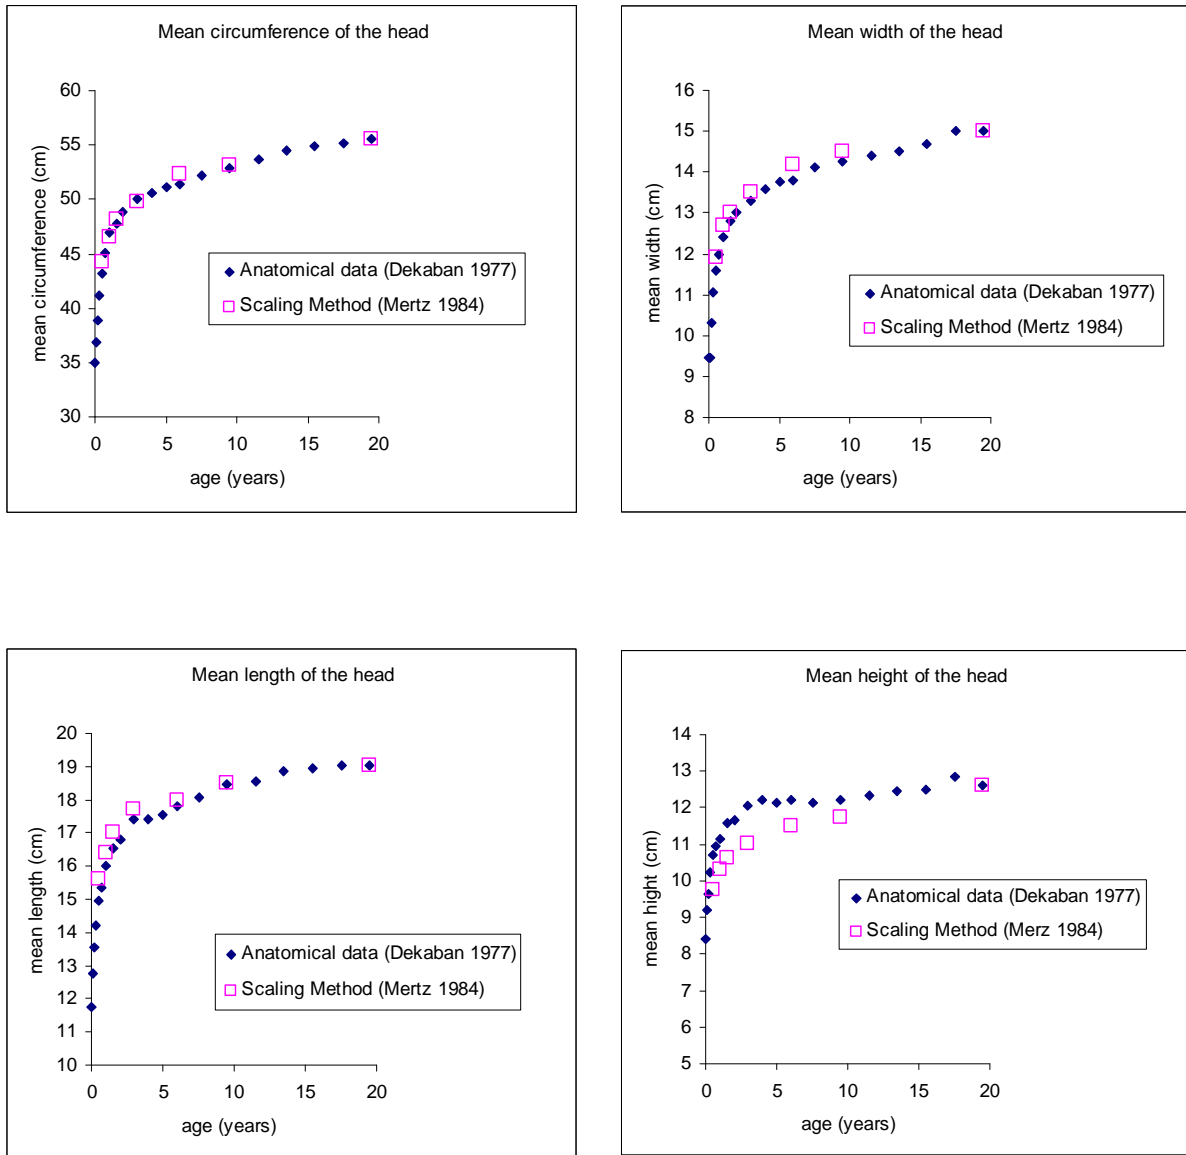 Mean circumference of the head
60
55
50
45
40
35
30
mean circumference (cm)
0 5 10 15 20
age (years)
Anatomical data (Dekaban 1977)
Scaling Method (Mertz 1984)
Mean width of the head
16
15
14
13
12
11
10
9
8
mean width (cm)
0 5 10 15 20
age (years)
Anatomical data (Dekaban 1977)
Scaling Method (Mertz 1984)
Mean length of the head
20
19
18
17
16
15
14
13
12
11
10
mean length (cm)
0 5 10 15 20
age (years)
Anatomical data (Dekaban 1977)
Scaling Method (Mertz 1984)
Mean height of the head
14
13
12
11
10
9
8
7
6
5
mean hight (cm)
0 5 10 15 20
age (years)
Anatomical data (Dekaban 1977)
Scaling Method (Merz 1984)